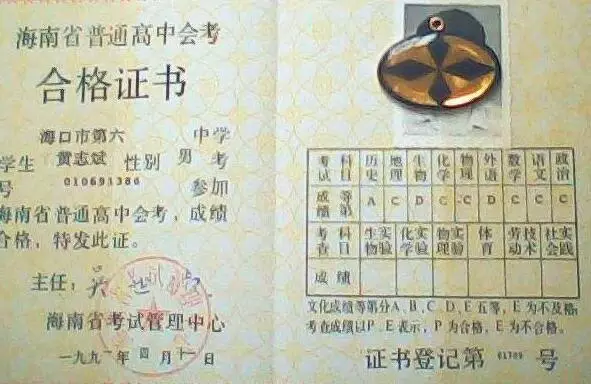 海南省普通高中会考
合格证书
海口市第六 中学
学生 黄志斌 性别 男 考
号 010691380 参加
海南省普通高中会考，成绩
合格，特发此证。
主任：
海南省考试管理中心
一九九一年四月十一日
考试科目 历史 地理 生物 化学 物理 外语 数学 语文 政治
成绩等第 A C D C D C D C C
考查科目 生物实验 化学实验 物理实验 体育 劳动技术 社会实践
成绩
文化成绩等第分A、B、C、D、E五等，E为不及格；
考查成绩以P、E表示，P为合格，E为不合格。
证书登记第 01709 号